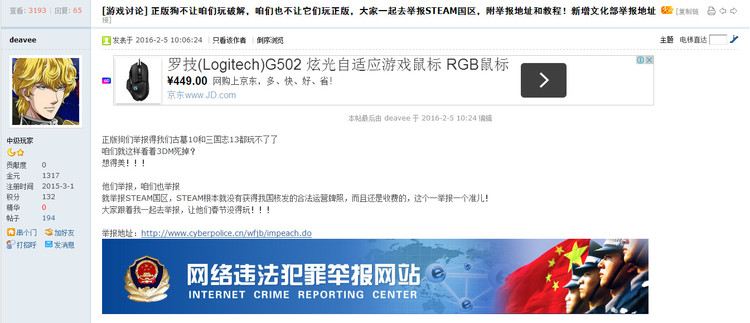 查看: 3193 | 回复: 65
[游戏讨论] 正版狗不让咱们玩破解，咱们也不让它们玩正版，大家一起去举报STEAM国区，附举报地址和教程！新增文化部举报地址 [复制链接]
deavee
发表于 2016-2-5 10:06:24 | 只看该作者 | 倒序浏览
主题 电梯直达
罗技(Logitech)G502 炫光自适应游戏鼠标 RGB鼠标
¥449.00 网购上京东，多、快、好、省！
京东www.JD.com
本帖最后由 deavee 于 2016-2-5 10:24 编辑
中级玩家
贡献度 0
金元 1317
注册时间 2015-3-1
积分 132
精华 0
帖子 194
串个门 加好友
打招呼 发消息
正版狗们举报得我们古墓10和三国志13都玩不了了
咱们就这样看着3DM死掉？
想得美！！！
他们举报，咱们也举报
就举报STEAM国区，STEAM根本就没有获得我国核发的合法运营牌照，而且还是收费的，这个一举报一个准儿！
大家跟着我一起去举报，让他们春节没得玩！！！
举报地址：http://www.cyberpolice.cn/wfjb/impeach.do
网络违法犯罪举报网站
INTERNET CRIME REPORTING CENTER